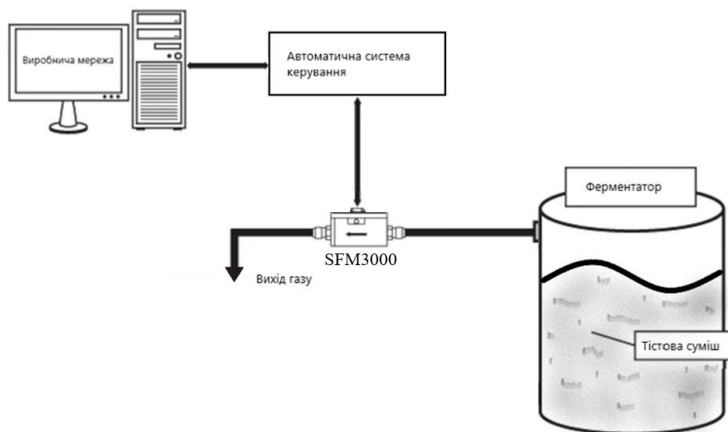 Виробнича мережа
Автоматична система
керування
Ферментатор
SFM3000
Вихід газу
Тістова суміш